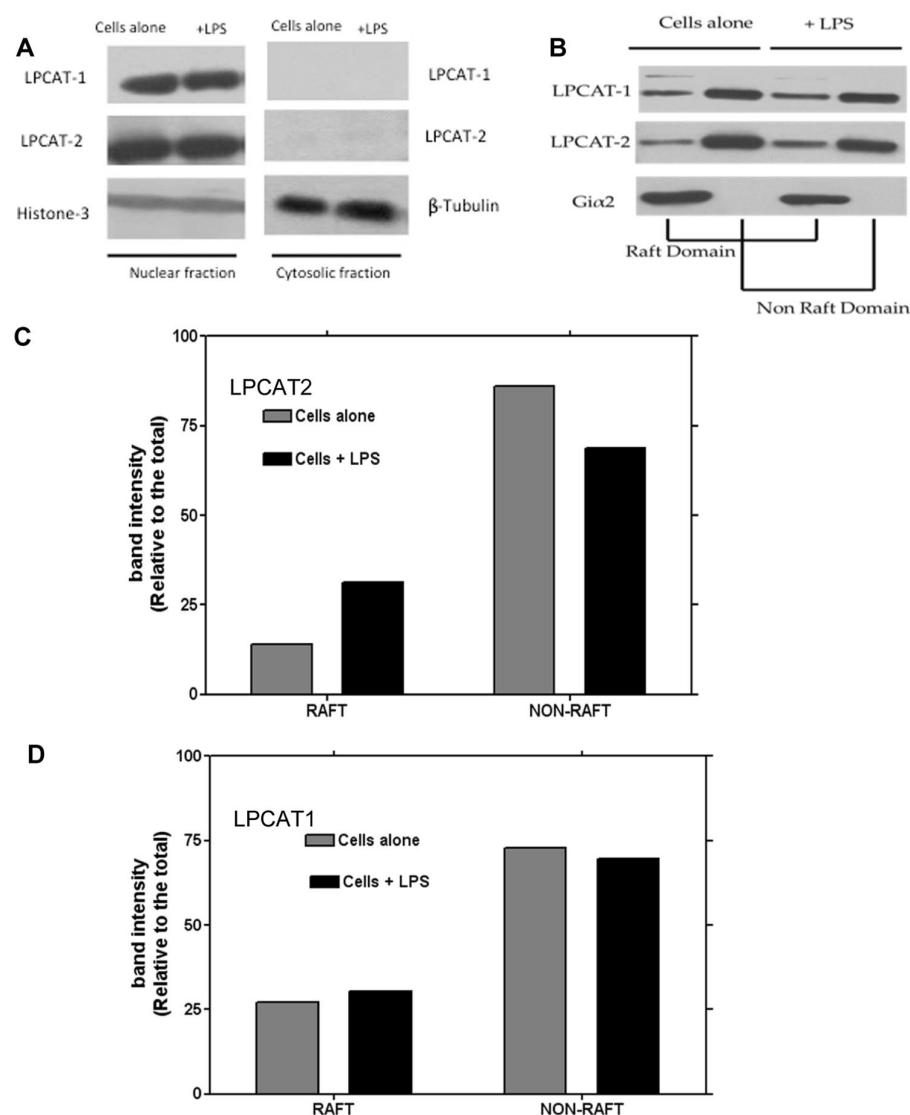 A
Cells alone +LPS Cells alone +LPS
LPCAT-1 LPCAT-1
LPCAT-2 LPCAT-2
Histone-3 β-Tubulin
Nuclear fraction Cytosolic fraction
B
Cells alone + LPS
LPCAT-1
LPCAT-2
Giα2
Raft Domain
Non Raft Domain
C
LPCAT2
Cells alone
Cells + LPS
band intensity
(Relative to the total)
100
75
50
25
0
RAFT NON-RAFT
D
LPCAT1
Cells alone
Cells + LPS
band intensity
(Relative to the total)
100
75
50
25
0
RAFT NON-RAFT